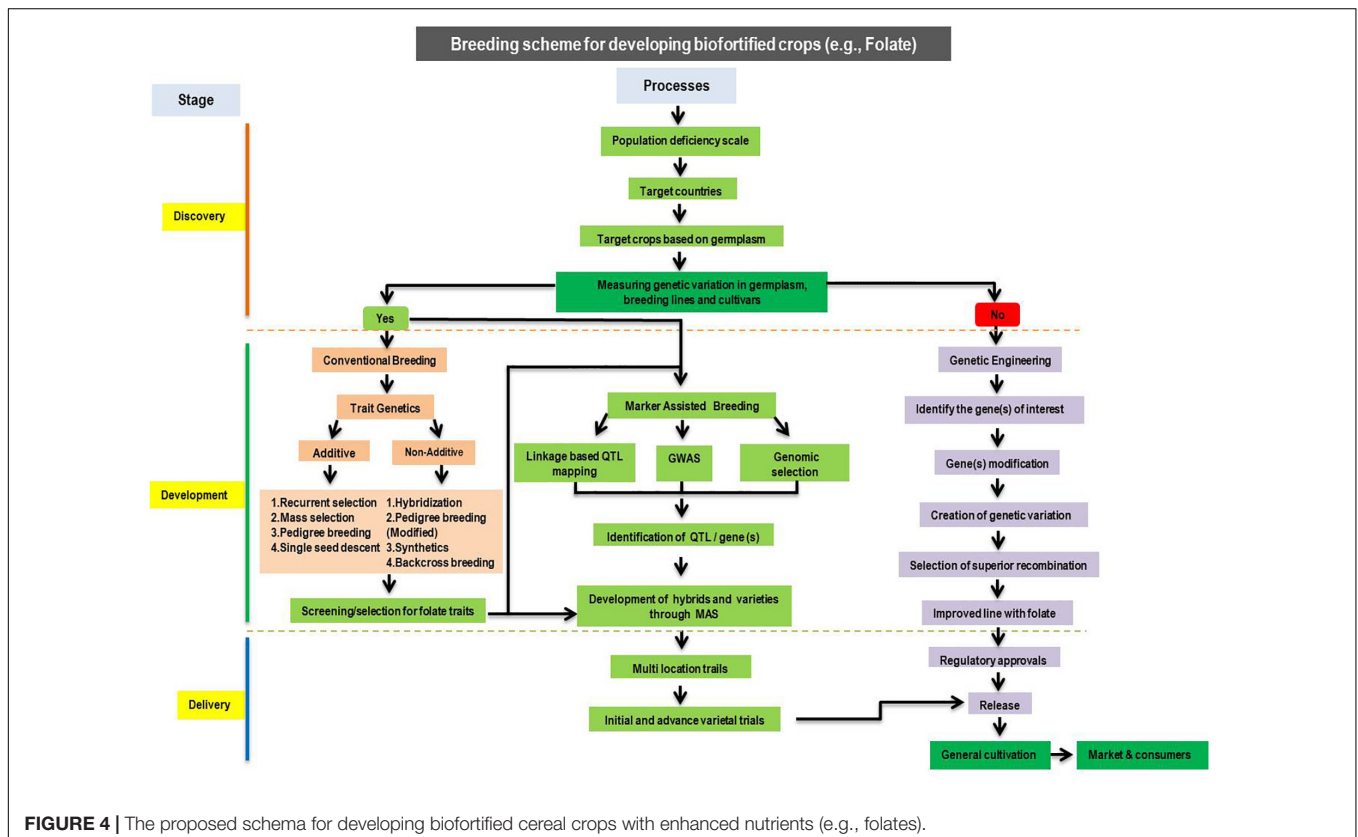 Breeding scheme for developing biofortified crops (e.g., Folate)
Stage
Processes
Population deficiency scale
Target countries
Discovery
Target crops based on germplasm
Measuring genetic variation in germplasm,
breeding lines and cultivars
Yes
No
Conventional Breeding
Trait Genetics
Additive
Non-Additive
Development
1.Recurrent selection
2.Mass selection
3.Pedigree breeding
4.Single seed descent
1.Hybridization
2.Pedigree breeding
(Modified)
3.Synthetics
4.Backcross breeding
Screening/selection for folate traits
Marker Assisted Breeding
Linkage based QTL
mapping
GWAS
Genomic
selection
Identification of QTL / gene (s)
Development of hybrids and varieties
through MAS
Genetic Engineering
Identify the gene(s) of interest
Gene(s) modification
Creation of genetic variation
Selection of superior recombination
Improved line with folate
Delivery
Multi location trails
Initial and advance varietal trials
Regulatory approvals
Release
General cultivation
Market & consumers
FIGURE 4 | The proposed schema for developing biofortified cereal crops with enhanced nutrients (e.g., folates).